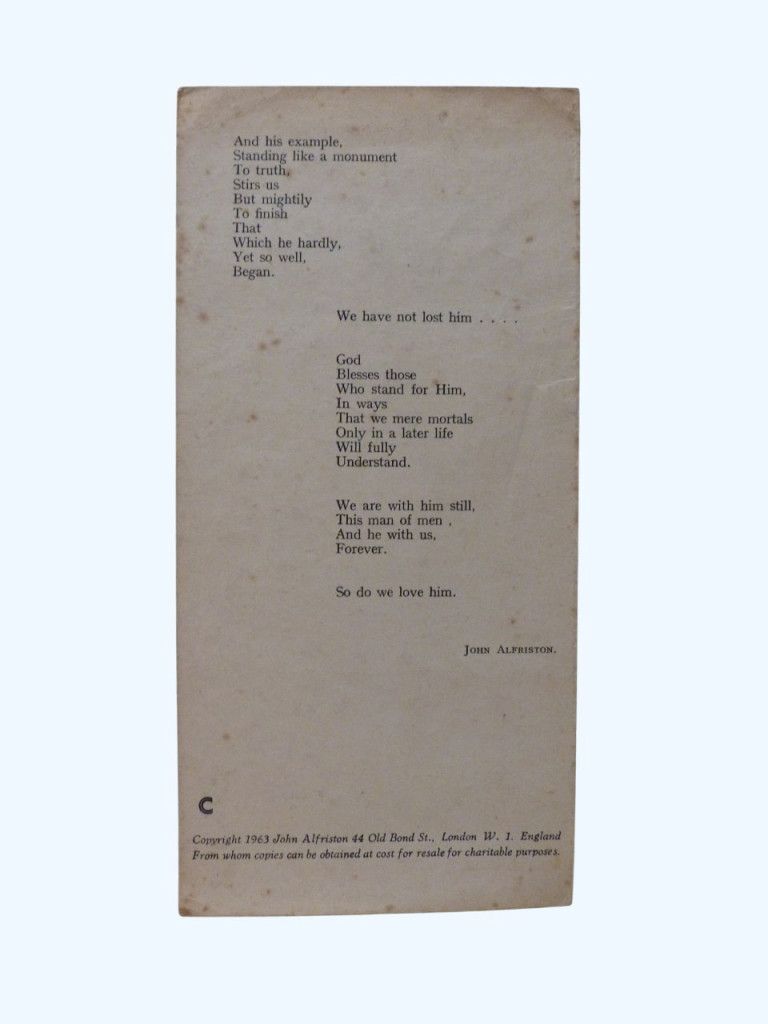 And his example,
Standing like a monument
To truth,
Stirs us
But mightily
To finish
That
Which he hardly,
Yet so well,
Began.
We have not lost him . . . .
God
Blesses those
Who stand for Him,
In ways
That we mere mortals
Only in a later life
Will fully
Understand.
We are with him still,
This man of men .
And he with us,
Forever.
So do we love him.
JOHN ALFRISTON.
C
Copyright 1963 John Alfriston 44 Old Bond St., London W. 1. England
From whom copies can be obtained at cost for resale for charitable purposes.